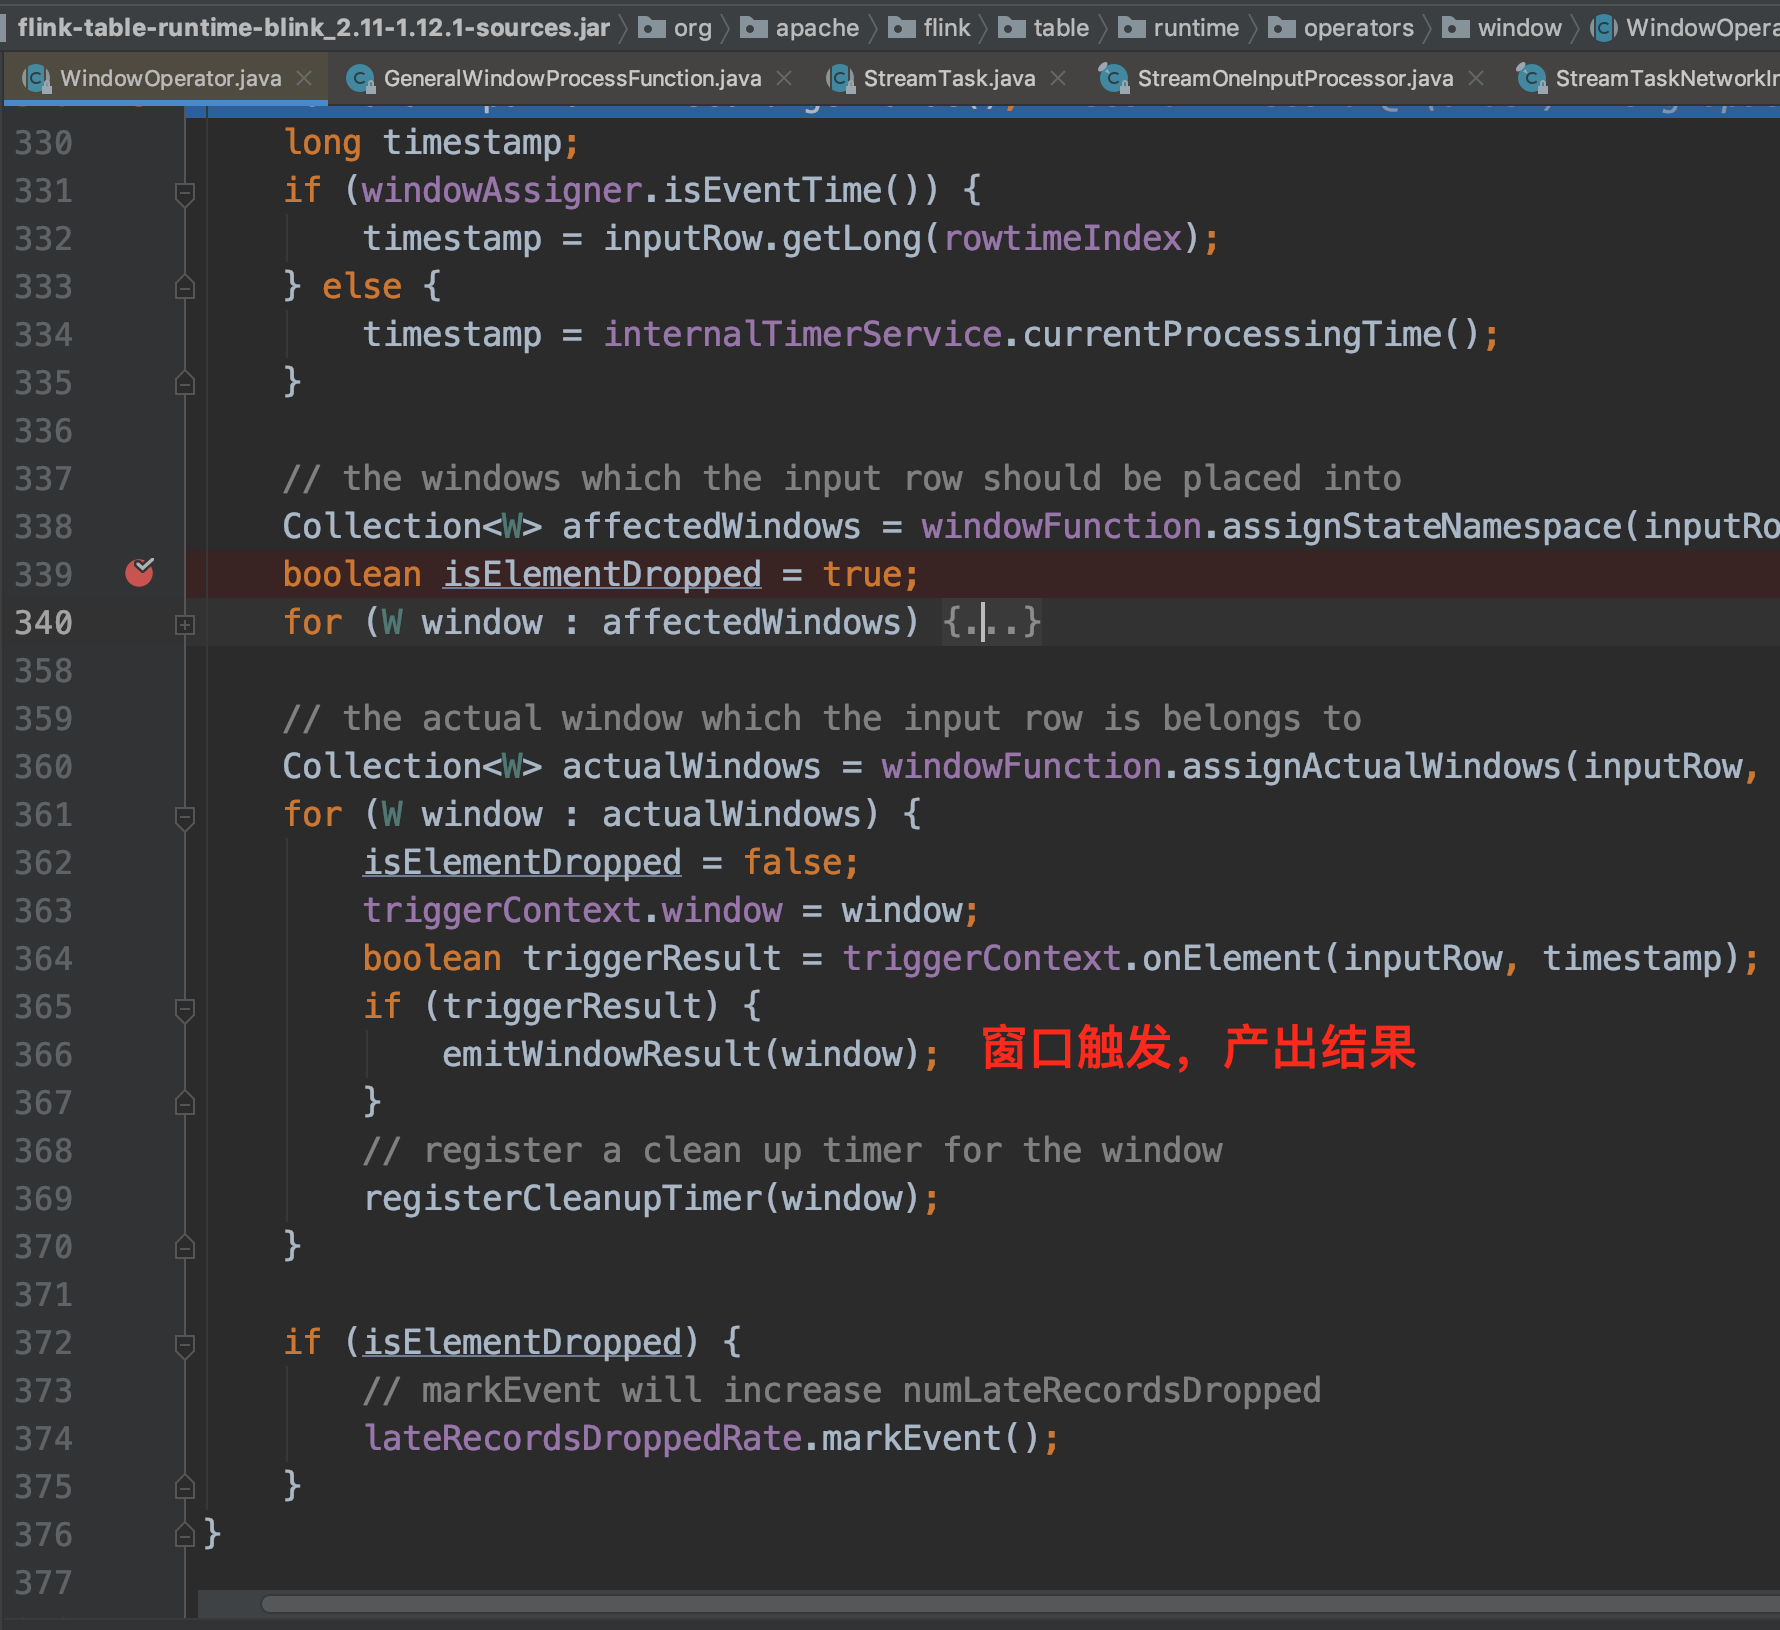 flink-table-runtime-blink_2.11-1.12.1-sources.jar org apache flink table runtime operators window WindowOpera
WindowOperator.java GeneralWindowProcessFunction.java StreamTask.java StreamOneInputProcessor.java StreamTaskNetworkIn
330 long timestamp;
331 if (windowAssigner.isEventTime()) {
332 timestamp = inputRow.getLong(rowtimeIndex);
333 } else {
334 timestamp = internalTimerService.currentProcessingTime();
335 }
336
337 // the windows which the input row should be placed into
338 Collection<W> affectedWindows = windowFunction.assignStateNamespace(inputRo
339 boolean isElementDropped = true;
340 for (W window : affectedWindows) {...}
358
359 // the actual window which the input row is belongs to
360 Collection<W> actualWindows = windowFunction.assignActualWindows(inputRow,
361 for (W window : actualWindows) {
362 isElementDropped = false;
363 triggerContext.window = window;
364 boolean triggerResult = triggerContext.onElement(inputRow, timestamp);
365 if (triggerResult) {
366 emitWindowResult(window); 窗口触发，产出结果
367 }
368 // register a clean up timer for the window
369 registerCleanupTimer(window);
370 }
371
372 if (isElementDropped) {
373 // markEvent will increase numLateRecordsDropped
374 lateRecordsDroppedRate.markEvent();
375 }
376 }
377